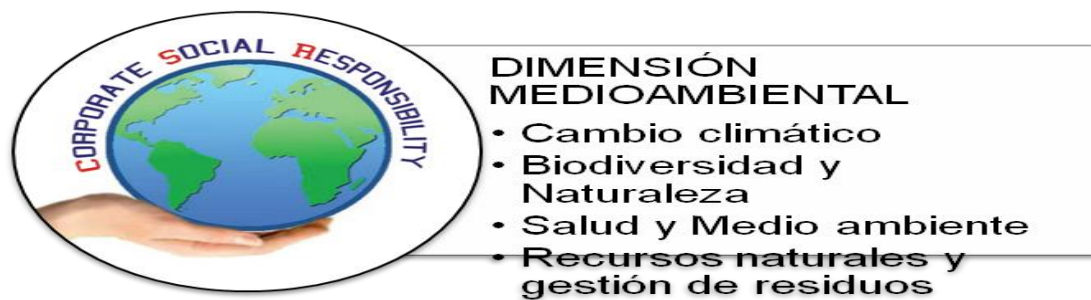 CORPORATE SOCIAL RESPONSIBILITY
DIMENSIÓN
MEDIOAMBIENTAL
• Cambio climático
• Biodiversidad y
Naturaleza
• Salud y Medio ambiente
• Recursos naturales y
gestión de residuos